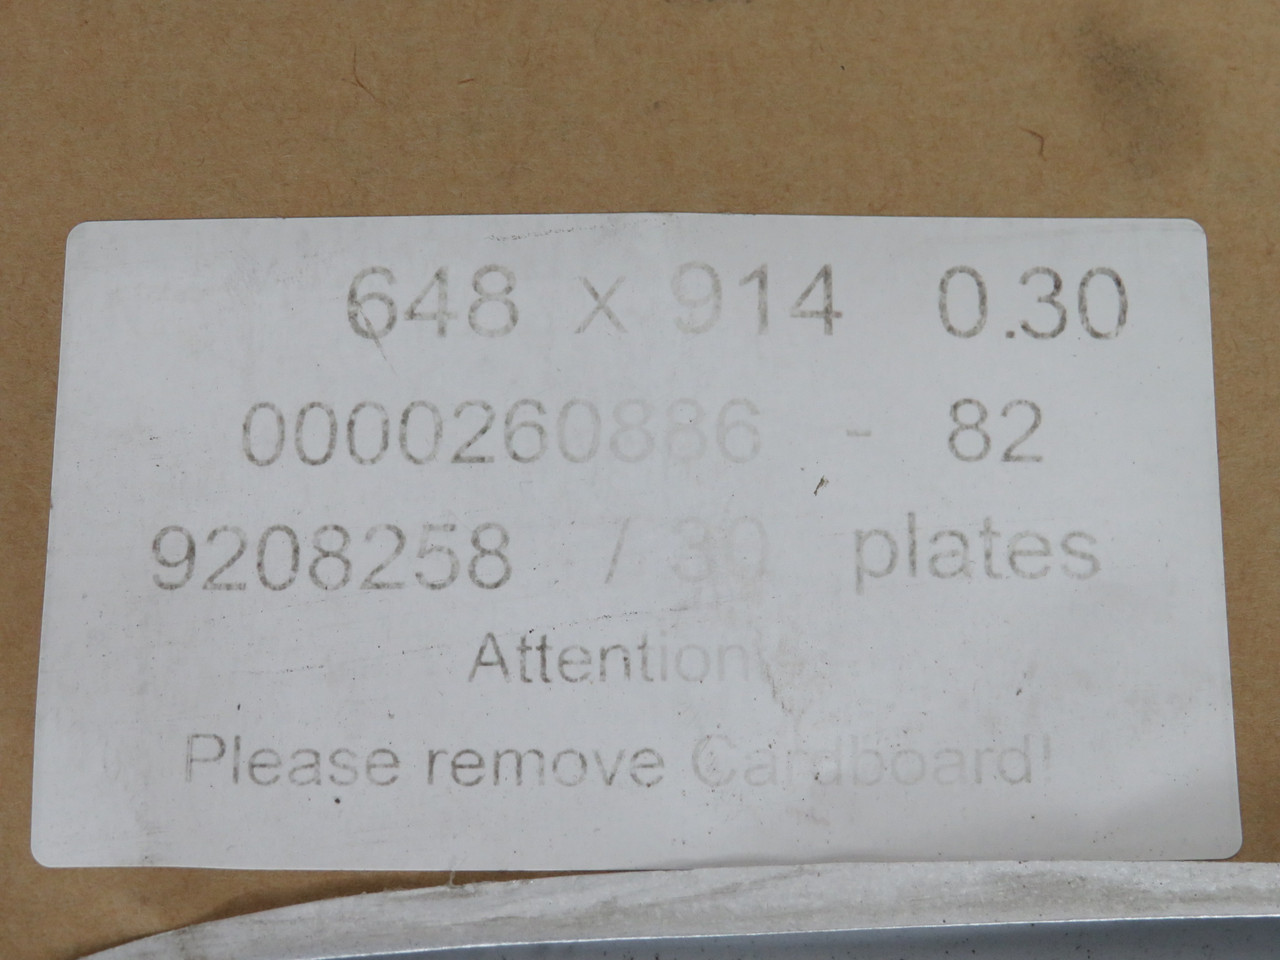 648 x 914 0.30
0000260886 - 82
9208258 / 30 plates
Attention
Please remove Cardboard!